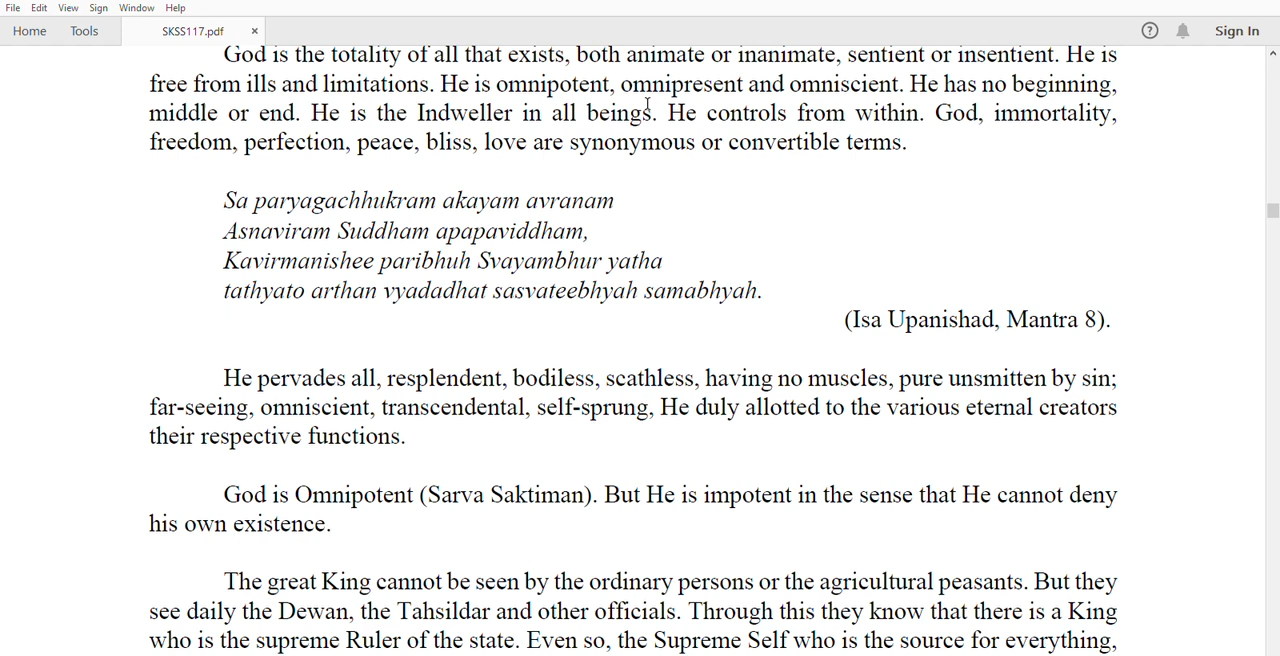 File Edit View Sign Window Help
Home Tools SKSS117.pdf × ? Sign In
God is the totality of all that exists, both animate or inanimate, sentient or insentient. He is
free from ills and limitations. He is omnipotent, omnipresent and omniscient. He has no beginning,
middle or end. He is the Indweller in all beings. He controls from within. God, immortality,
freedom, perfection, peace, bliss, love are synonymous or convertible terms.
Sa paryagachhukram akayam avranam
Asnaviram Suddham apapaviddham,
Kavirmanishee paribhuh Svayambhur yatha
tathyato arthan vyadadhat sasvateebhyah samabhyah.
(Isa Upanishad, Mantra 8).
He pervades all, resplendent, bodiless, scathless, having no muscles, pure unsmitten by sin;
far-seeing, omniscient, transcendental, self-sprung, He duly allotted to the various eternal creators
their respective functions.
God is Omnipotent (Sarva Saktiman). But He is impotent in the sense that He cannot deny
his own existence.
The great King cannot be seen by the ordinary persons or the agricultural peasants. But they
see daily the Dewan, the Tahsildar and other officials. Through this they know that there is a King
who is the supreme Ruler of the state. Even so, the Supreme Self who is the source for everything,